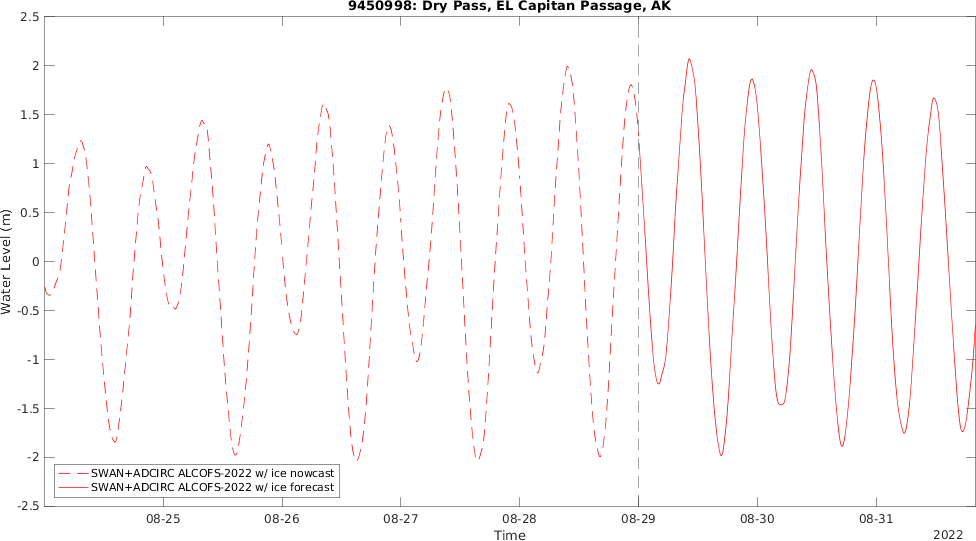 9450998: Dry Pass, EL Capitan Passage, AK
2.5
2
1.5
1
0.5
0
-0.5
-1
-1.5
-2
-2.5
Water Level (m)
SWAN+ADCIRC ALCOFS-2022 w/ ice nowcast
SWAN+ADCIRC ALCOFS-2022 w/ ice forecast
08-25 08-26 08-27 08-28 08-29 08-30 08-31
Time
2022